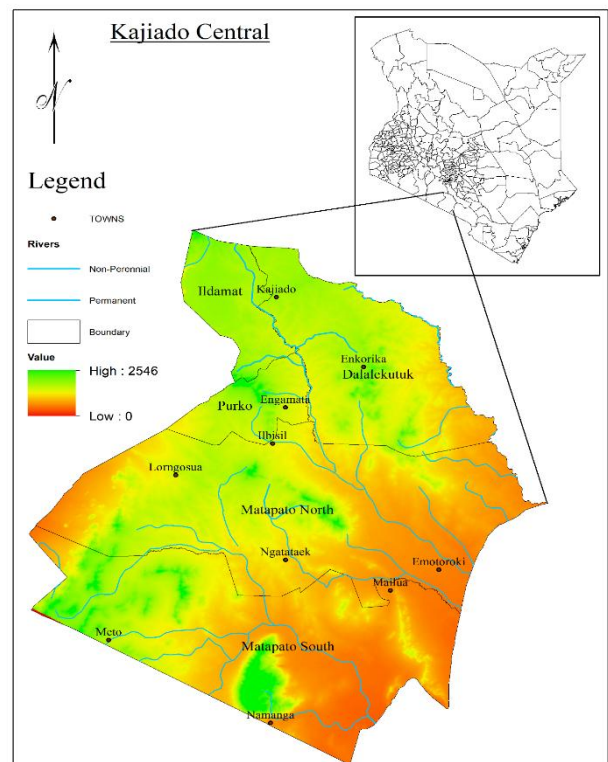 Kajiado Central
N
Legend
TOWNS
Rivers
Non-Perennial
Permanent
Boundary
Value
High : 2546
Low : 0
Ildamat
Kajiado
Enkorika
Dalalekutuk
Purko
Engamata
Ilbisil
Lorngosua
Matapato North
Ngatataek
Emotoroki
Mailua
Meto
Matapato South
Namanga